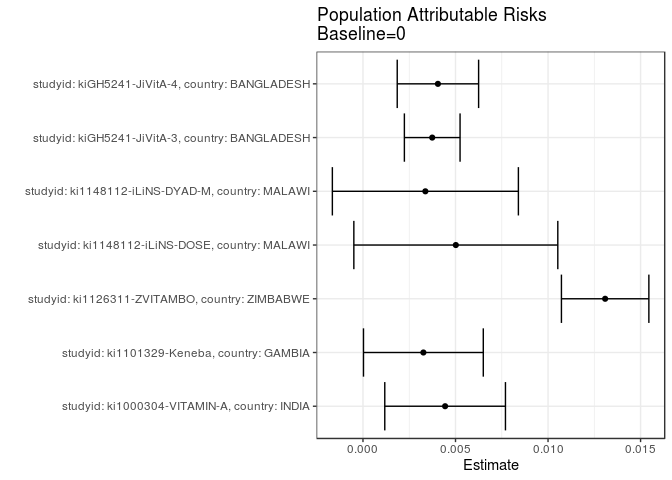 Population Attributable Risks
Baseline=0
studyid: kiGH5241-JiVitA-4, country: BANGLADESH
studyid: kiGH5241-JiVitA-3, country: BANGLADESH
studyid: ki1148112-iLiNS-DYAD-M, country: MALAWI
studyid: ki1148112-iLiNS-DOSE, country: MALAWI
studyid: ki1126311-ZVITAMBO, country: ZIMBABWE
studyid: ki1101329-Keneba, country: GAMBIA
studyid: ki1000304-VITAMIN-A, country: INDIA
0.000 0.005 0.010 0.015
Estimate